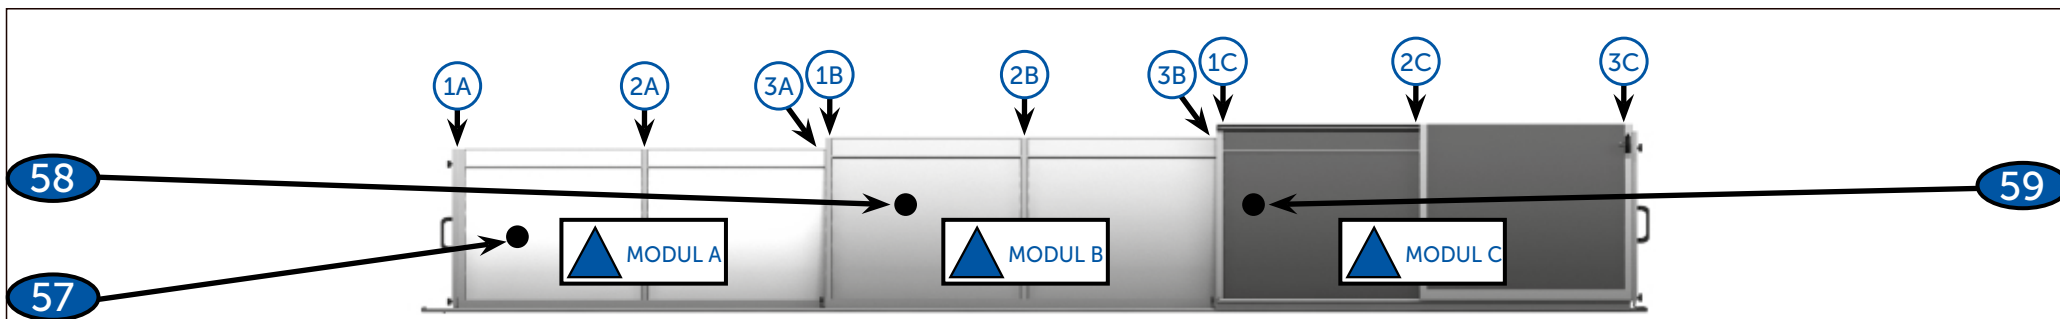 1A
2A
3A
1B
2B
3B
1C
2C
3C
58
59
57
MODUL A
MODUL B
MODUL C